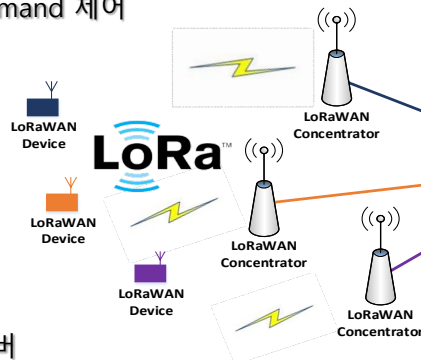 mand 제어
LoRaWAN
Concentrator
LoRaWAN
Device
LoRa™
LoRaWAN
Device
LoRaWAN
Concentrator
LoRaWAN
Device
LoRaWAN
Concentrator
버